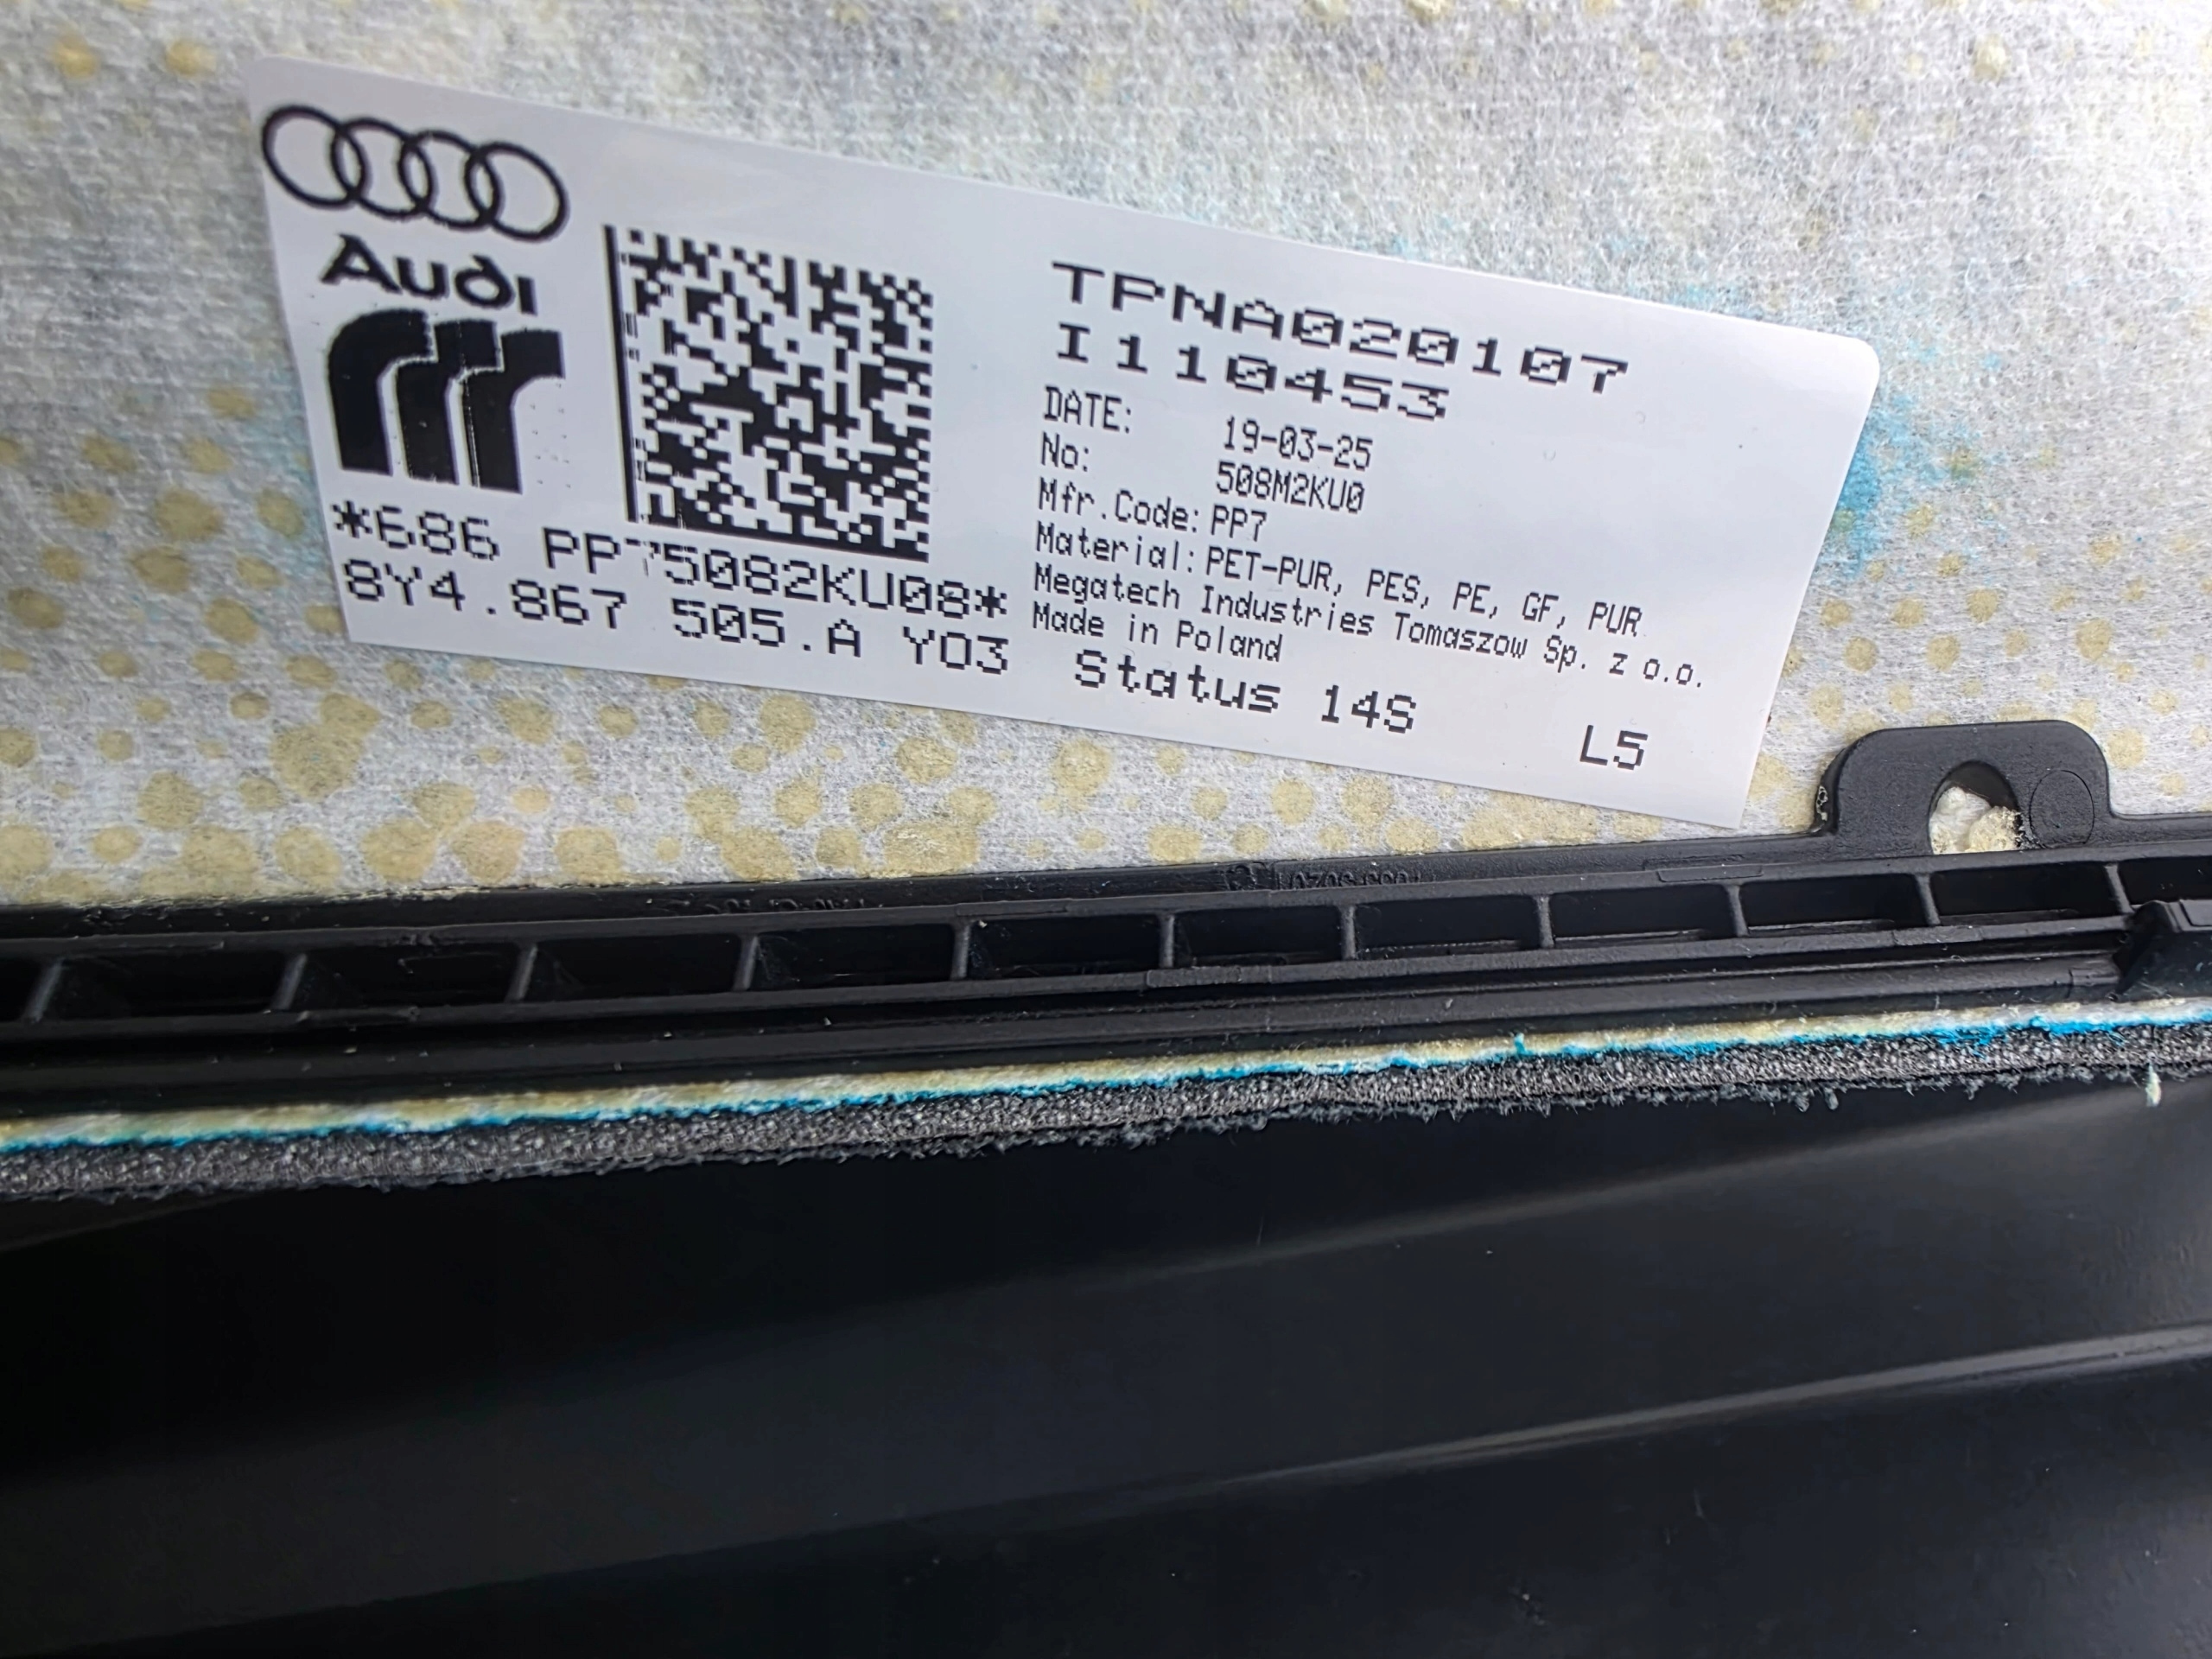 Audi
TPNA020107
I110453
DATE: 19-03-25
No: 508M2KU0
Mfr.Code: PP7
Material: PET-PUR, PES, PE, GF, PUR
Megatech Industries Tomaszow Sp. z o.o.
Made in Poland
*686 PP75082KU08*
8Y4.867 505.A YO3
Status 14S
L5